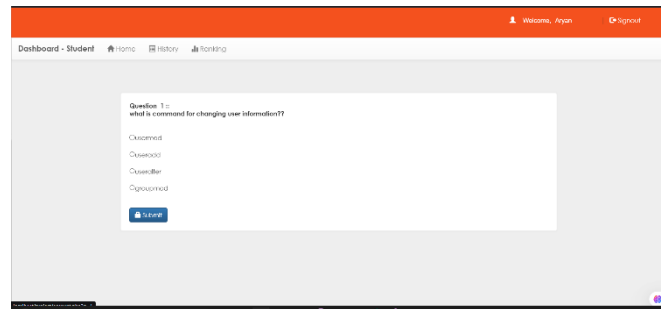 Welcome, Aryan
Signout
Dashboard - Student
Home
History
Ranking
Question 1 ::
what is command for changing user information??
usermod
useradd
useralter
groupmod
Submit